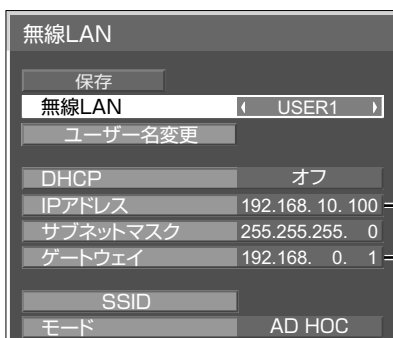 無線LAN
保存
無線LAN USER1
ユーザー名変更
DHCP オフ
IPアドレス 192.168. 10. 100
サブネットマスク 255.255.255. 0
ゲートウェイ 192.168. 0. 1
SSID
モード AD HOC